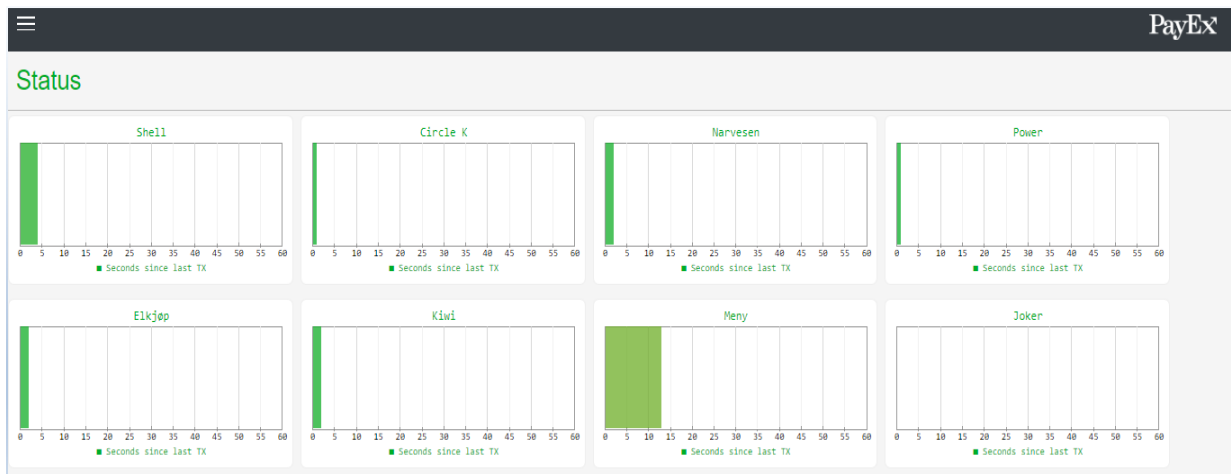 PayEx
Status
Shell
0 5 10 15 20 25 30 35 40 45 50 55 60
Seconds since last TX
Circle K
0 5 10 15 20 25 30 35 40 45 50 55 60
Seconds since last TX
Narvesen
0 5 10 15 20 25 30 35 40 45 50 55 60
Seconds since last TX
Power
0 5 10 15 20 25 30 35 40 45 50 55 60
Seconds since last TX
Elkjøp
0 5 10 15 20 25 30 35 40 45 50 55 60
Seconds since last TX
Kiwi
0 5 10 15 20 25 30 35 40 45 50 55 60
Seconds since last TX
Meny
0 5 10 15 20 25 30 35 40 45 50 55 60
Seconds since last TX
Joker
0 5 10 15 20 25 30 35 40 45 50 55 60
Seconds since last TX